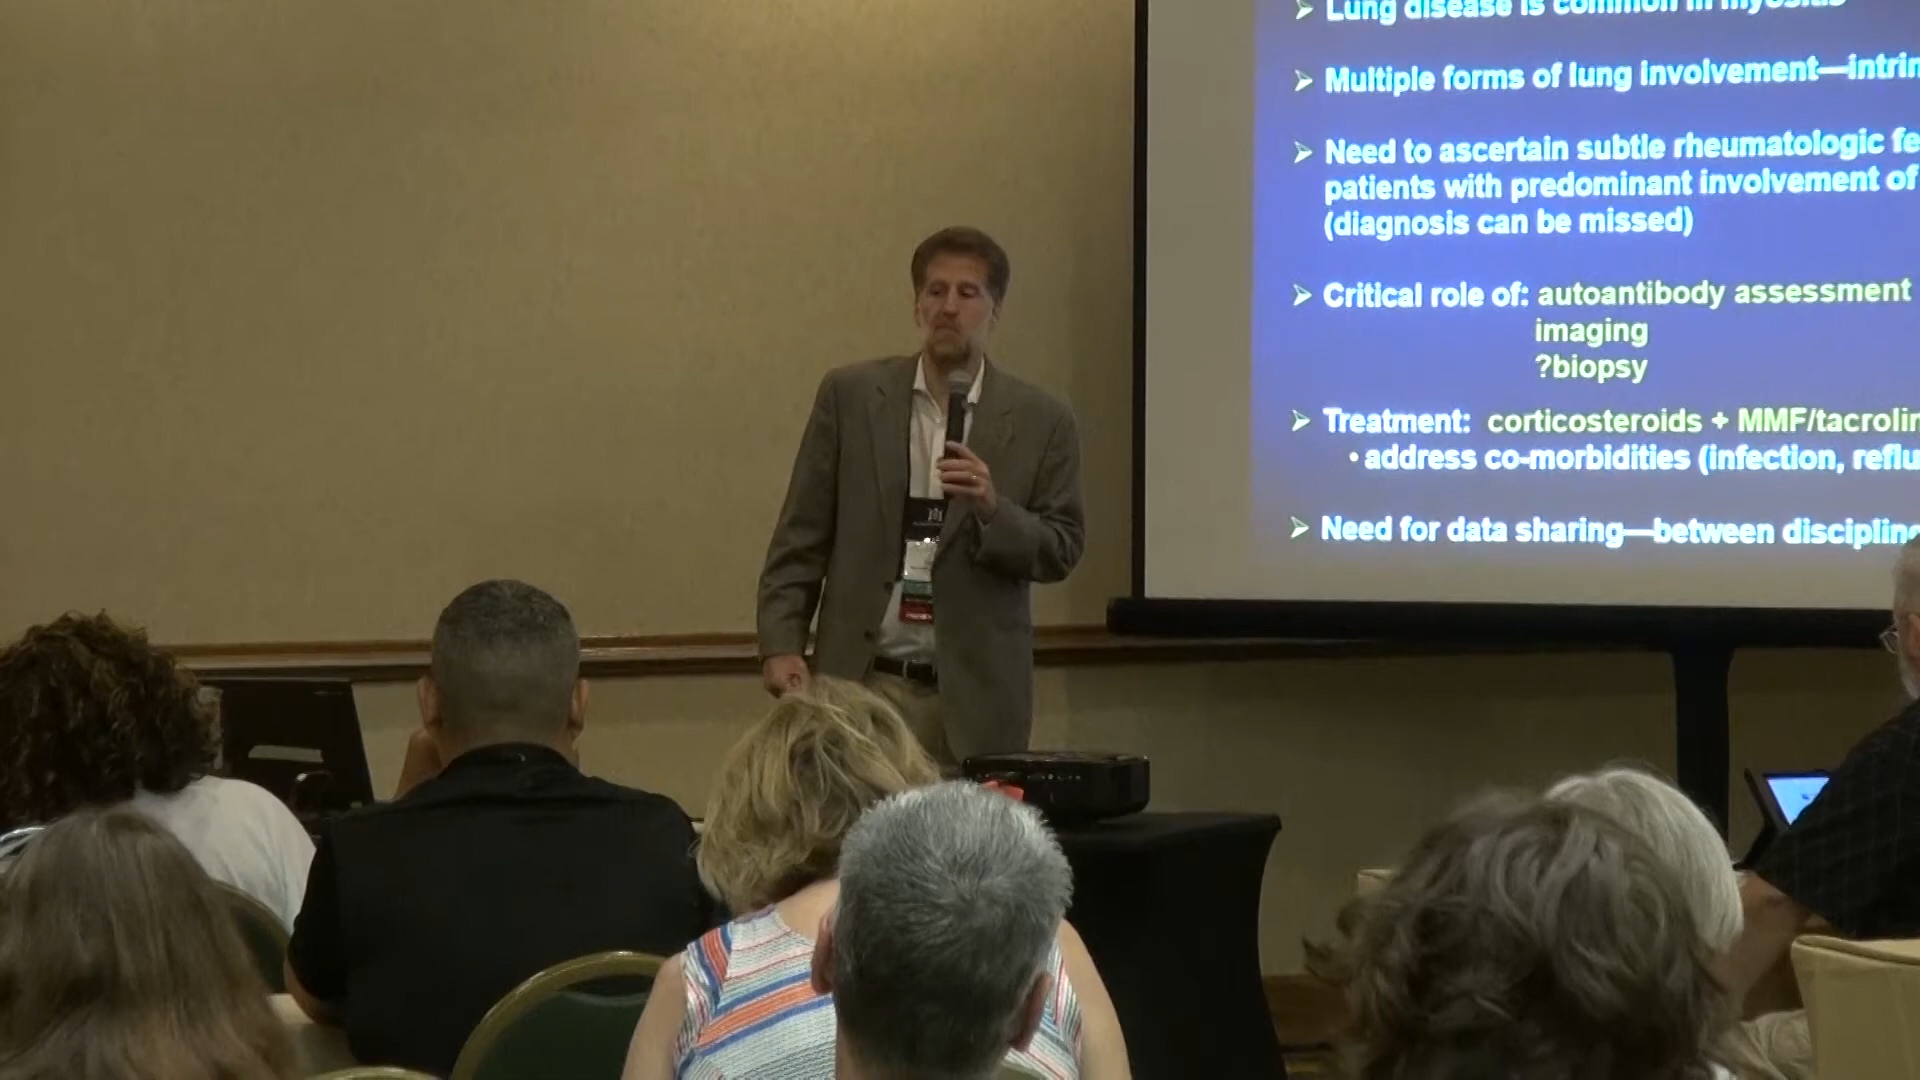 Lung disease is common in myositis
Multiple forms of lung involvement—intrin
Need to ascertain subtle rheumatologic fe
patients with predominant involvement of
(diagnosis can be missed)
Critical role of: autoantibody assessment
imaging
?biopsy
Treatment: corticosteroids + MMF/tacrolin
• address co-morbidities (infection, reflu
Need for data sharing—between discipline